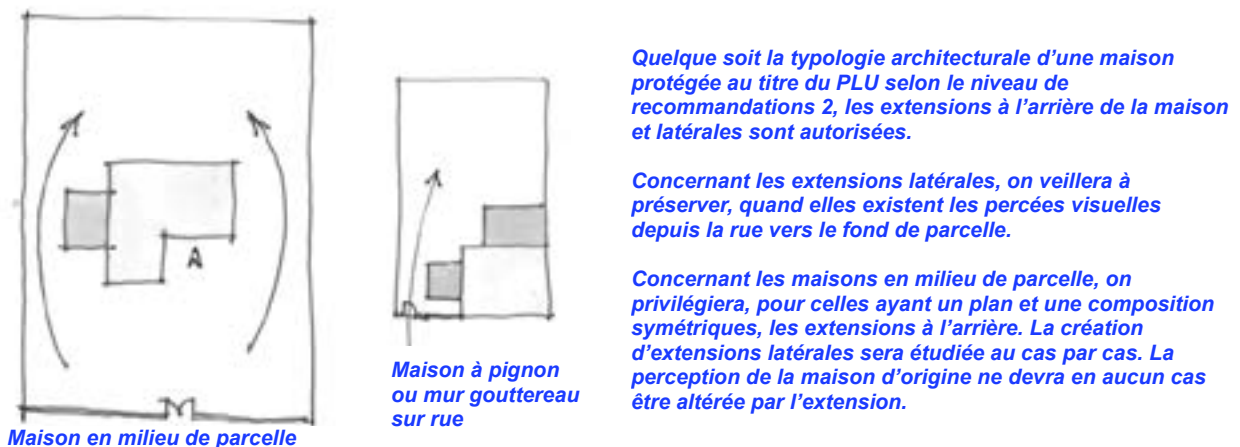 Quelque soit la typologie architecturale d'une maison
protégée au titre du PLU selon le niveau de
recommandations 2, les extensions à l'arrière de la maison
et latérales sont autorisées.
Concernant les extensions latérales, on veillera à
préserver, quand elles existent les percées visuelles
depuis la rue vers le fond de parcelle.
Concernant les maisons en milieu de parcelle, on
privilégiera, pour celles ayant un plan et une composition
symétriques, les extensions à l'arrière. La création
d'extensions latérales sera étudiée au cas par cas. La
perception de la maison d'origine ne devra en aucun cas
être altérée par l'extension.
A
Maison à pignon
ou mur gouttereau
sur rue
Maison en milieu de parcelle